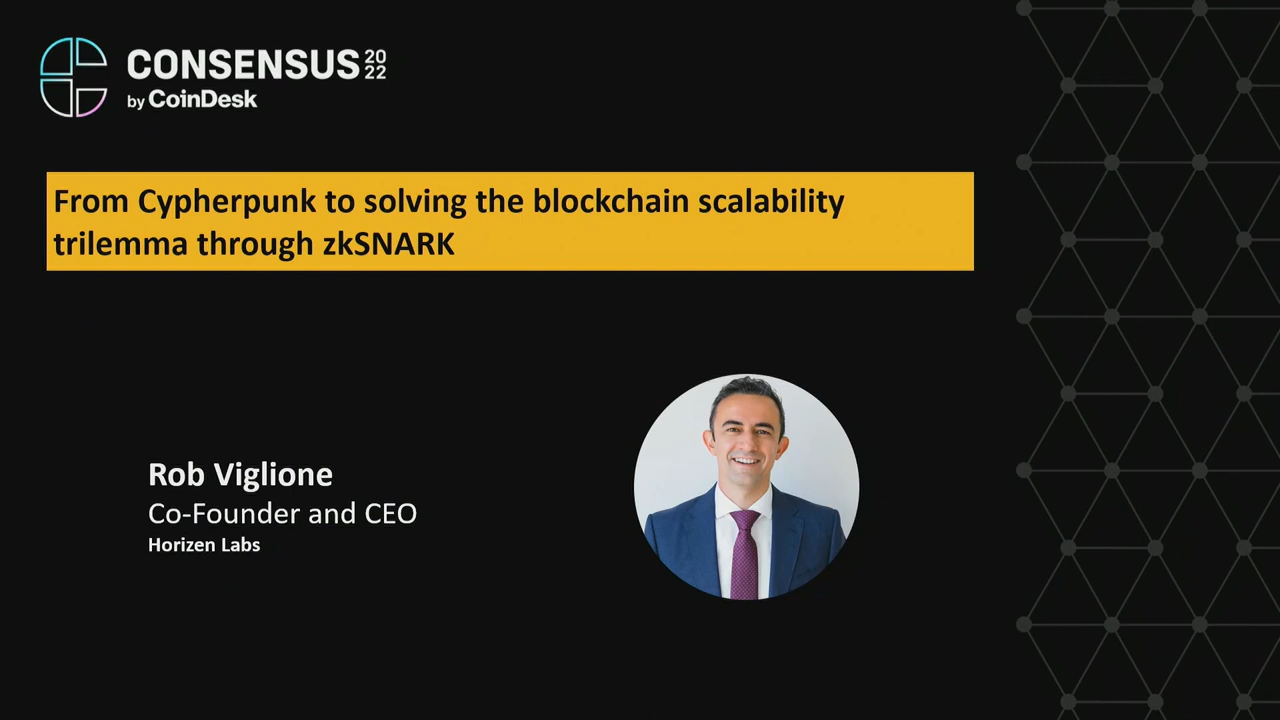 CONSENSUS 20
22
by CoinDesk
From Cypherpunk to solving the blockchain scalability
trilemma through zkSNARK
Rob Viglione
Co-Founder and CEO
Horizen Labs